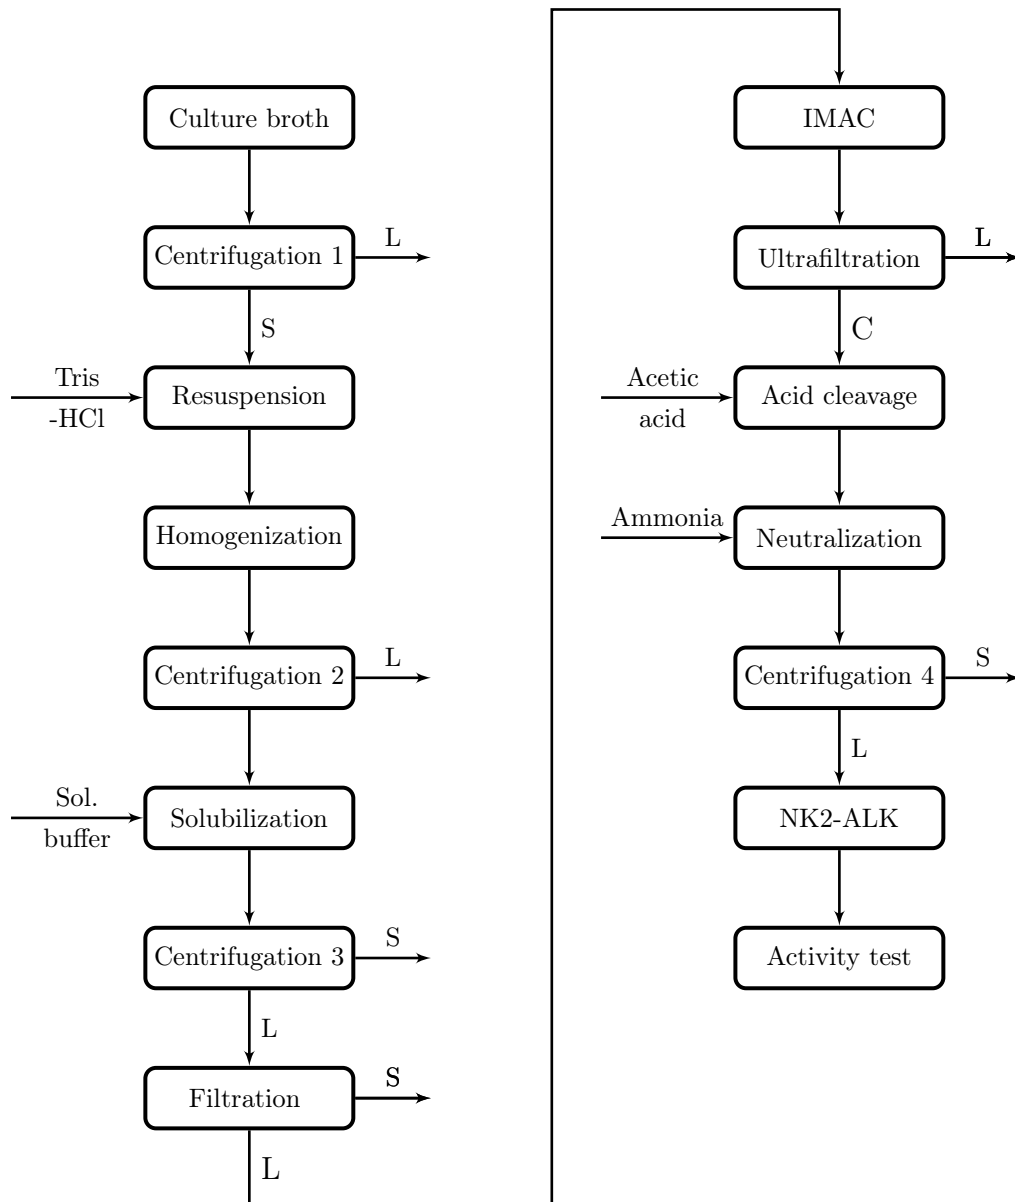 Culture broth
Centrifugation 1
L
S
Tris
-HCl
Resuspension
Homogenization
Centrifugation 2
L
Sol.
buffer
Solubilization
Centrifugation 3
S
L
Filtration
S
L
IMAC
Ultrafiltration
L
C
Acetic
acid
Acid cleavage
Ammonia
Neutralization
Centrifugation 4
S
L
NK2-ALK
Activity test